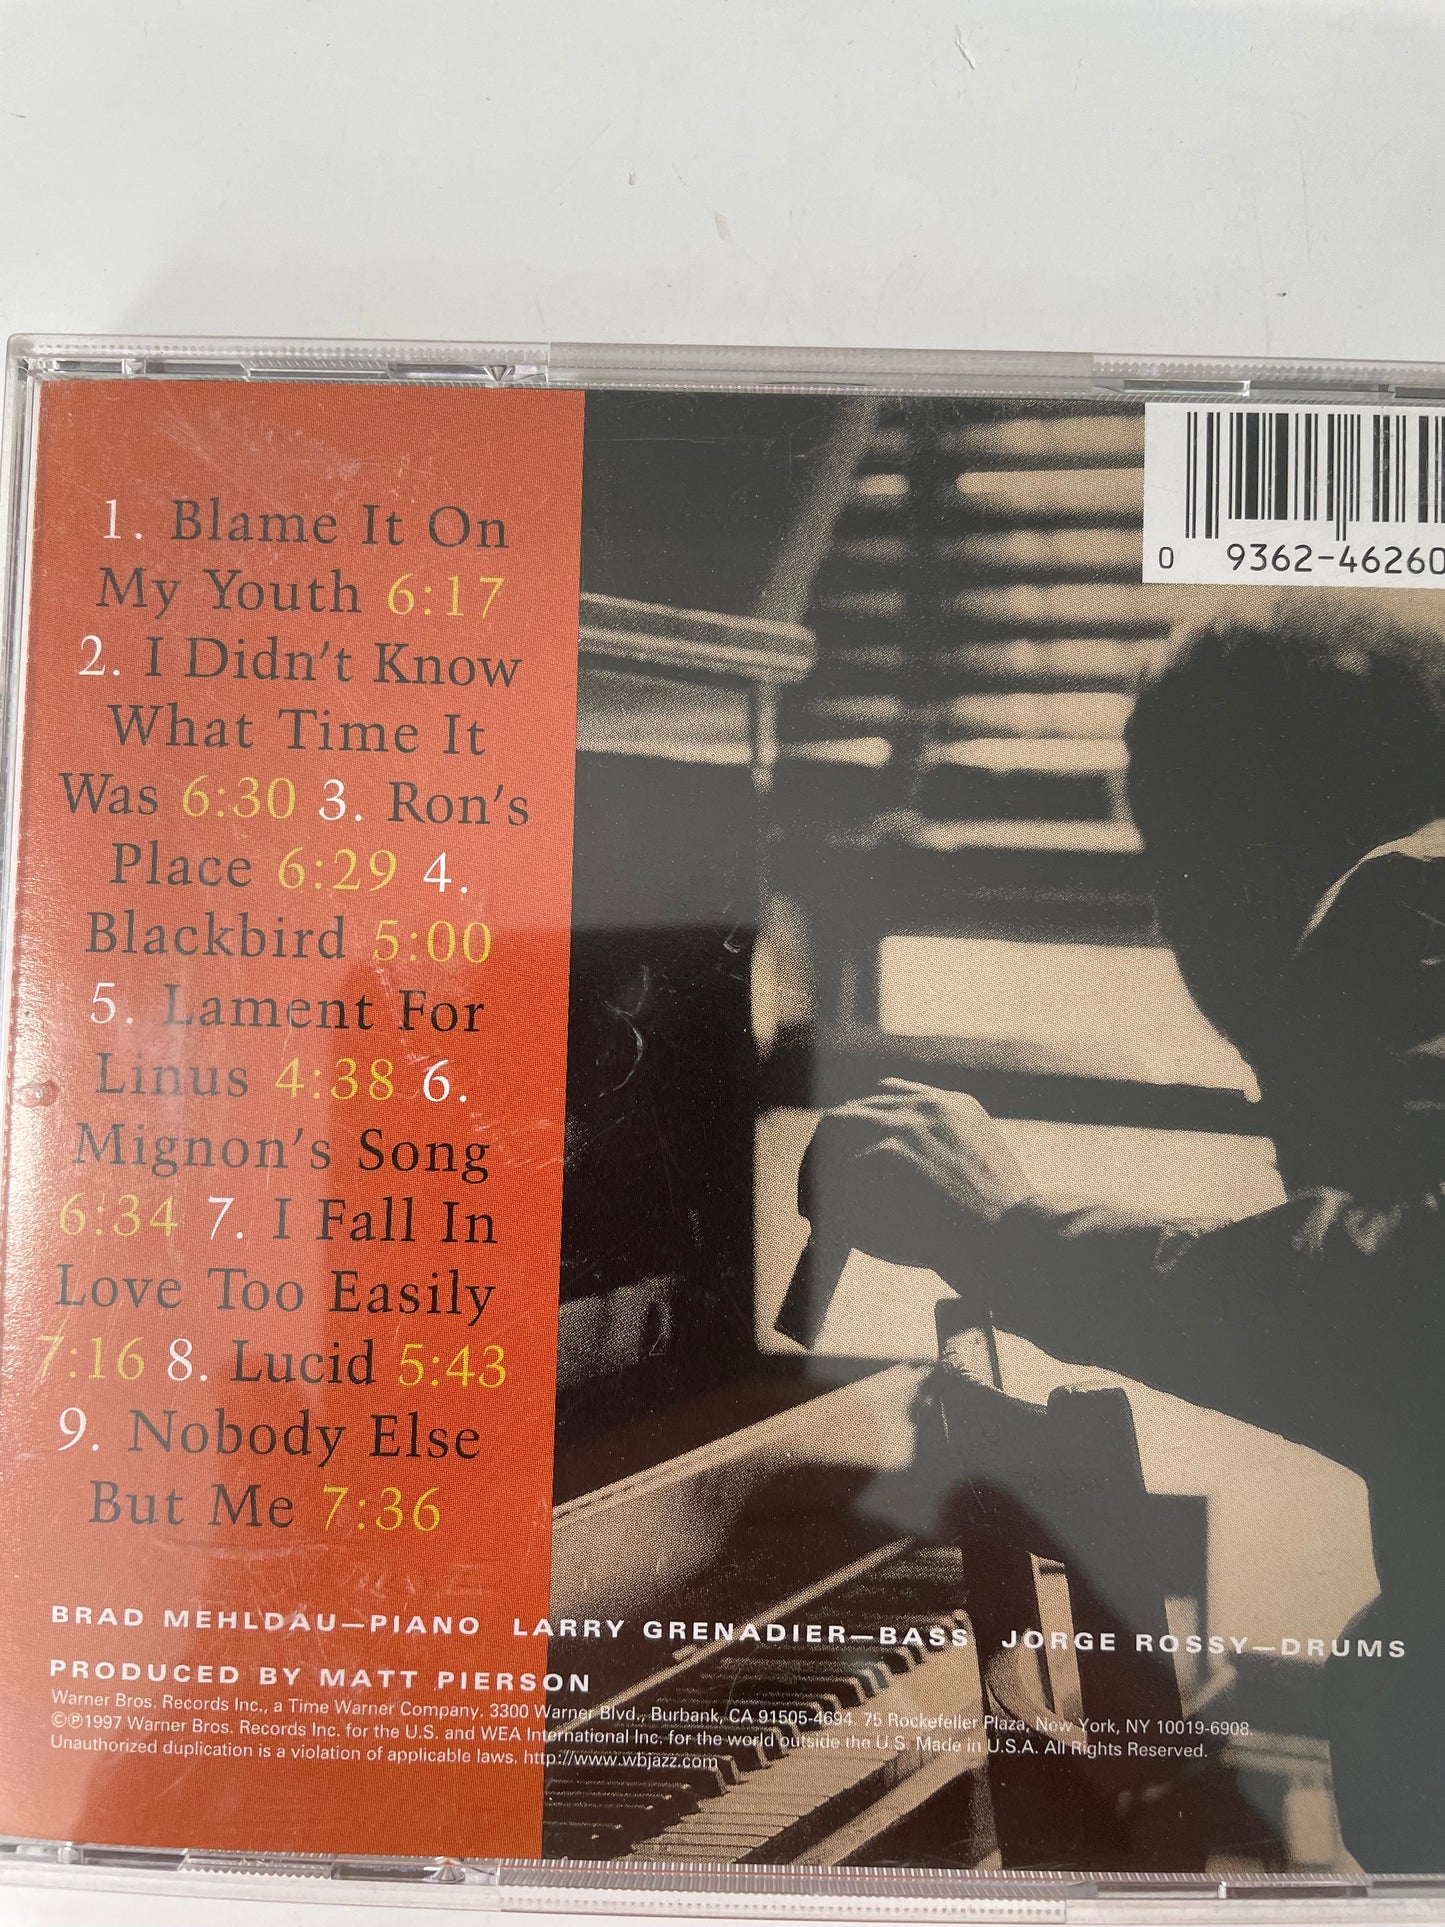 1. Blame It On
My Youth 6:17
2. I Didn't Know
What Time It
Was 6:30 3. Ron's
Place 6:29 4.
Blackbird 5:00
5. Lament For
Linus 4:38 6.
Mignon's Song
6:34 7. I Fall In
Love Too Easily
7:16 8. Lucid 5:43
9. Nobody Else
But Me 7:36
0 9362-46260
BRAD MEHLDAU—PIANO LARRY GRENADIER—BASS JORGE ROSSY—DRUMS
PRODUCED BY MATT PIERSON
Warner Bros. Records Inc., a Time Warner Company. 3300 Warner Blvd., Burbank, CA 91505-4694 75 Rockefeller Plaza, New York, NY 10019-6908.
©℗1997 Warner Bros. Records Inc. for the U.S. and WEA International Inc. for the world outside the U.S. Made in U.S.A. All Rights Reserved.
Unauthorized duplication is a violation of applicable laws. http://www.wbjazz.com